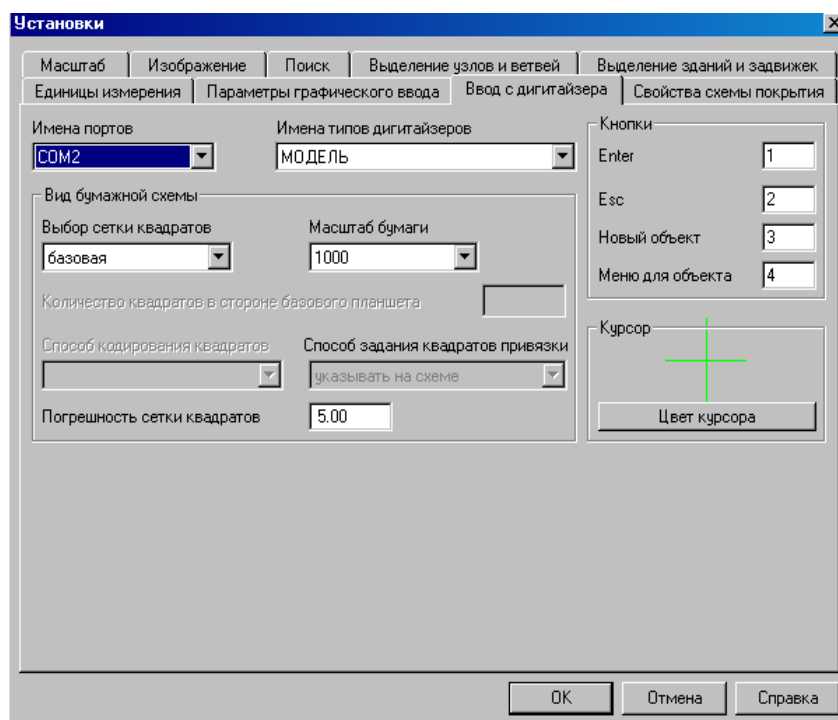 Установки
Масштаб Изображение Поиск Выделение узлов и ветвей Выделение зданий и задвижек
Единицы измерения Параметры графического ввода Ввод с дигитайзера Свойства схемы покрытия
Имена портов Имена типов дигитайзеров
COM2 МОДЕЛЬ
Вид бумажной схемы
Выбор сетки квадратов Масштаб бумаги
базовая 1000
Количество квадратов в стороне базового планшета
Способ кодирования квадратов Способ задания квадратов привязки
указывать на схеме
Погрешность сетки квадратов 5.00
Кнопки
Enter 1
Esc 2
Новый объект 3
Меню для объекта 4
Курсор
Цвет курсора
OK Отмена Справка